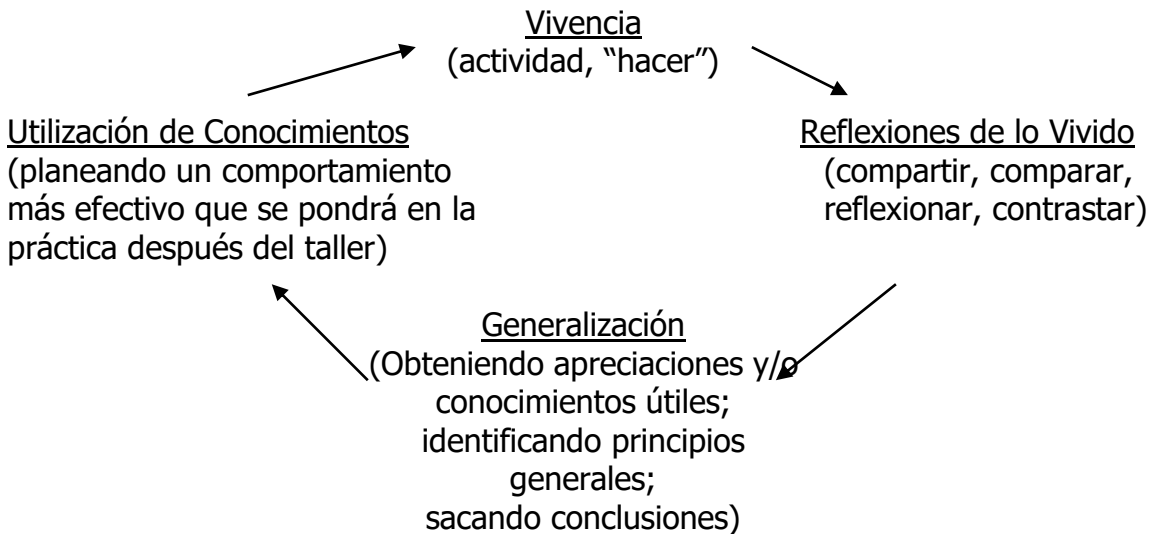 Vivencia
(actividad, “hacer”)
Utilización de Conocimientos
(planeando un comportamiento
más efectivo que se pondrá en la
práctica después del taller)
Reflexiones de lo Vivido
(compartir, comparar,
reflexionar, contrastar)
Generalización
(Obteniendo apreciaciones y/o
conocimientos útiles;
identificando principios
generales;
sacando conclusiones)